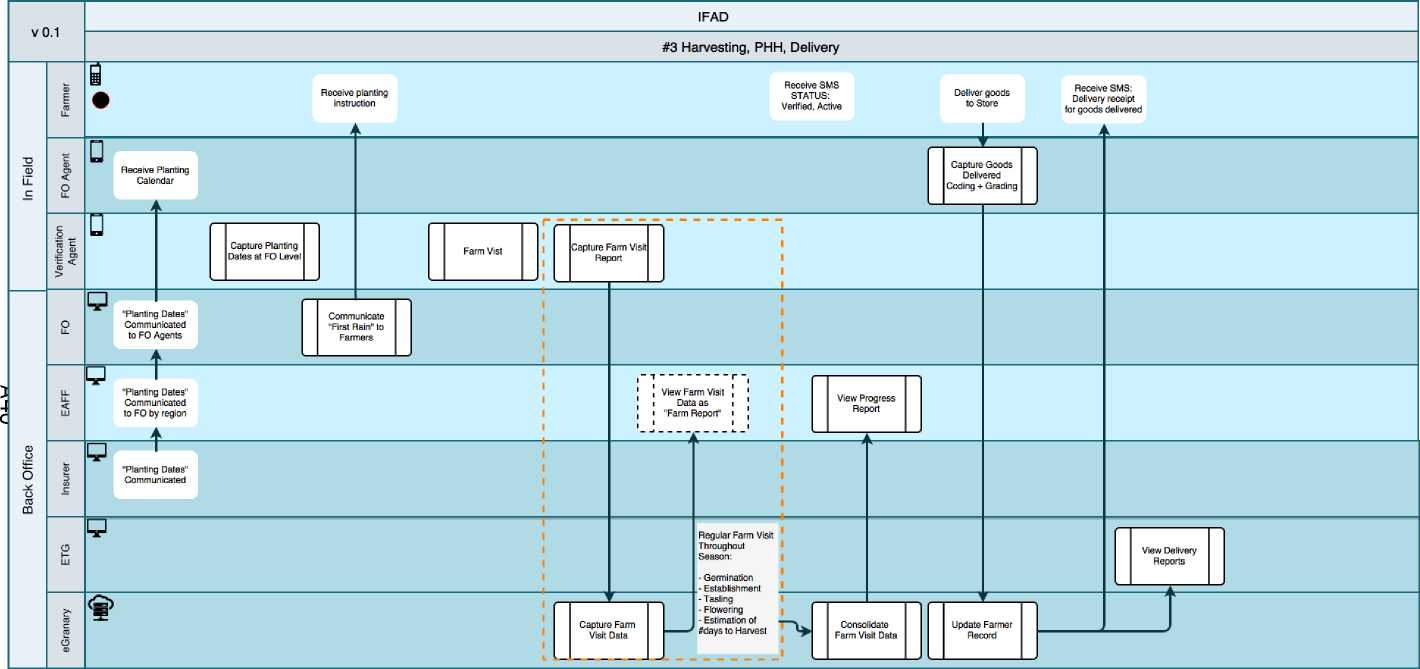 IFAD
v 0.1
#3 Harvesting, PHH, Delivery
In Field
Farmer
Receive planting
instruction
Receive SMS
STATUS:
Verified, Active
Deliver goods
to Store
Receive SMS:
Delivery receipt
for goods delivered
FO Agent
Receive Planting
Calendar
Capture Goods
Delivered
Coding + Grading
Verification
Agent
Capture Planting
Dates at FO Level
Farm Vist
Capture Farm Visit
Report
Back Office
FO
"Planting Dates"
Communicated
to FO Agents
Communicate
"First Rain" to
Farmers
EAFF
"Planting Dates"
Communicated
to FO by region
View Farm Visit
Data as
"Farm Report"
View Progress
Report
Insurer
"Planting Dates"
Communicated
ETG
Regular Farm Visit
Throughout
Season:
- Germination
- Establishment
- Tasling
- Flowering
- Estimation of
#days to Harvest
View Delivery
Reports
eGranary
Capture Farm
Visit Data
Consolidate
Farm Visit Data
Update Farmer
Record